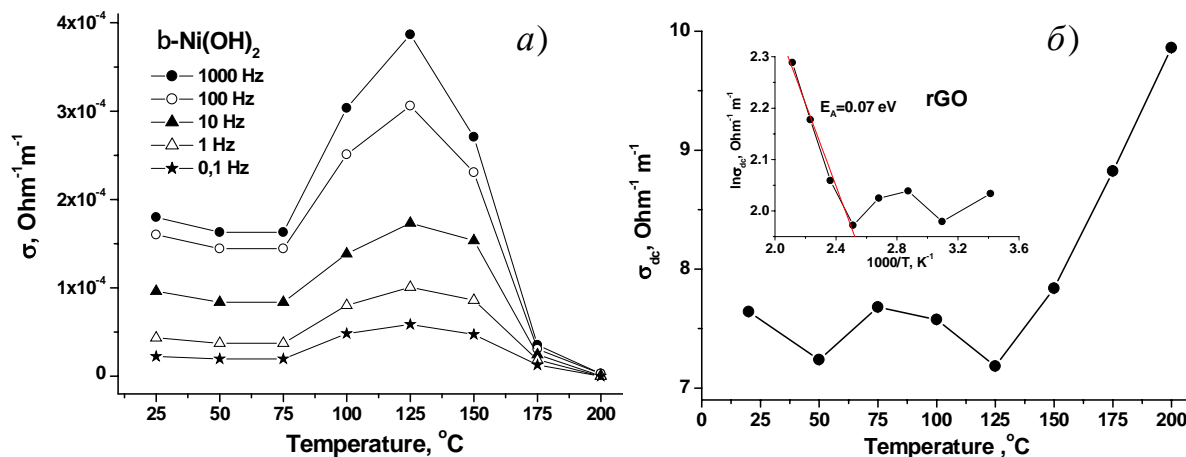 4x10⁻⁴
3x10⁻⁴
2x10⁻⁴
1x10⁻⁴
0
σ, Ohm⁻¹m⁻¹
b-Ni(OH)₂
1000 Hz
100 Hz
10 Hz
1 Hz
0,1 Hz
а)
25 50 75 100 125 150 175 200
Temperature, °C
10
9
8
7
σdc, Ohm⁻¹ m⁻¹
б)
2.3
2.2
2.1
2.0
lnσdc, Ohm⁻¹ m⁻¹
Eᴀ=0.07 eV
rGO
2.0 2.4 2.8 3.2 3.6
1000/T, K⁻¹
0 25 50 75 100 125 150 175 200
Temperature ,°C